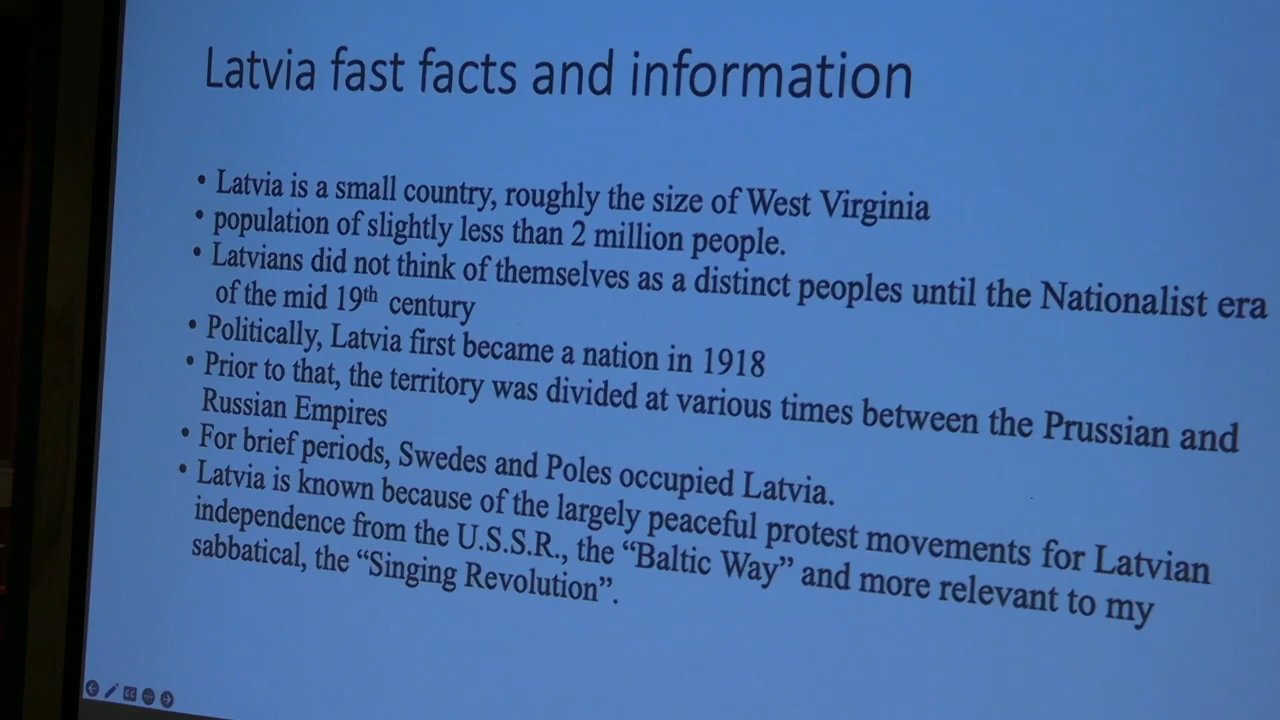 Latvia fast facts and information
• Latvia is a small country, roughly the size of West Virginia
• population of slightly less than 2 million people.
• Latvians did not think of themselves as a distinct peoples until the Nationalist era
of the mid 19th century
• Politically, Latvia first became a nation in 1918
• Prior to that, the territory was divided at various times between the Prussian and
Russian Empires
• For brief periods, Swedes and Poles occupied Latvia.
• Latvia is known because of the largely peaceful protest movements for Latvian
independence from the U.S.S.R., the “Baltic Way” and more relevant to my
sabbatical, the “Singing Revolution”.